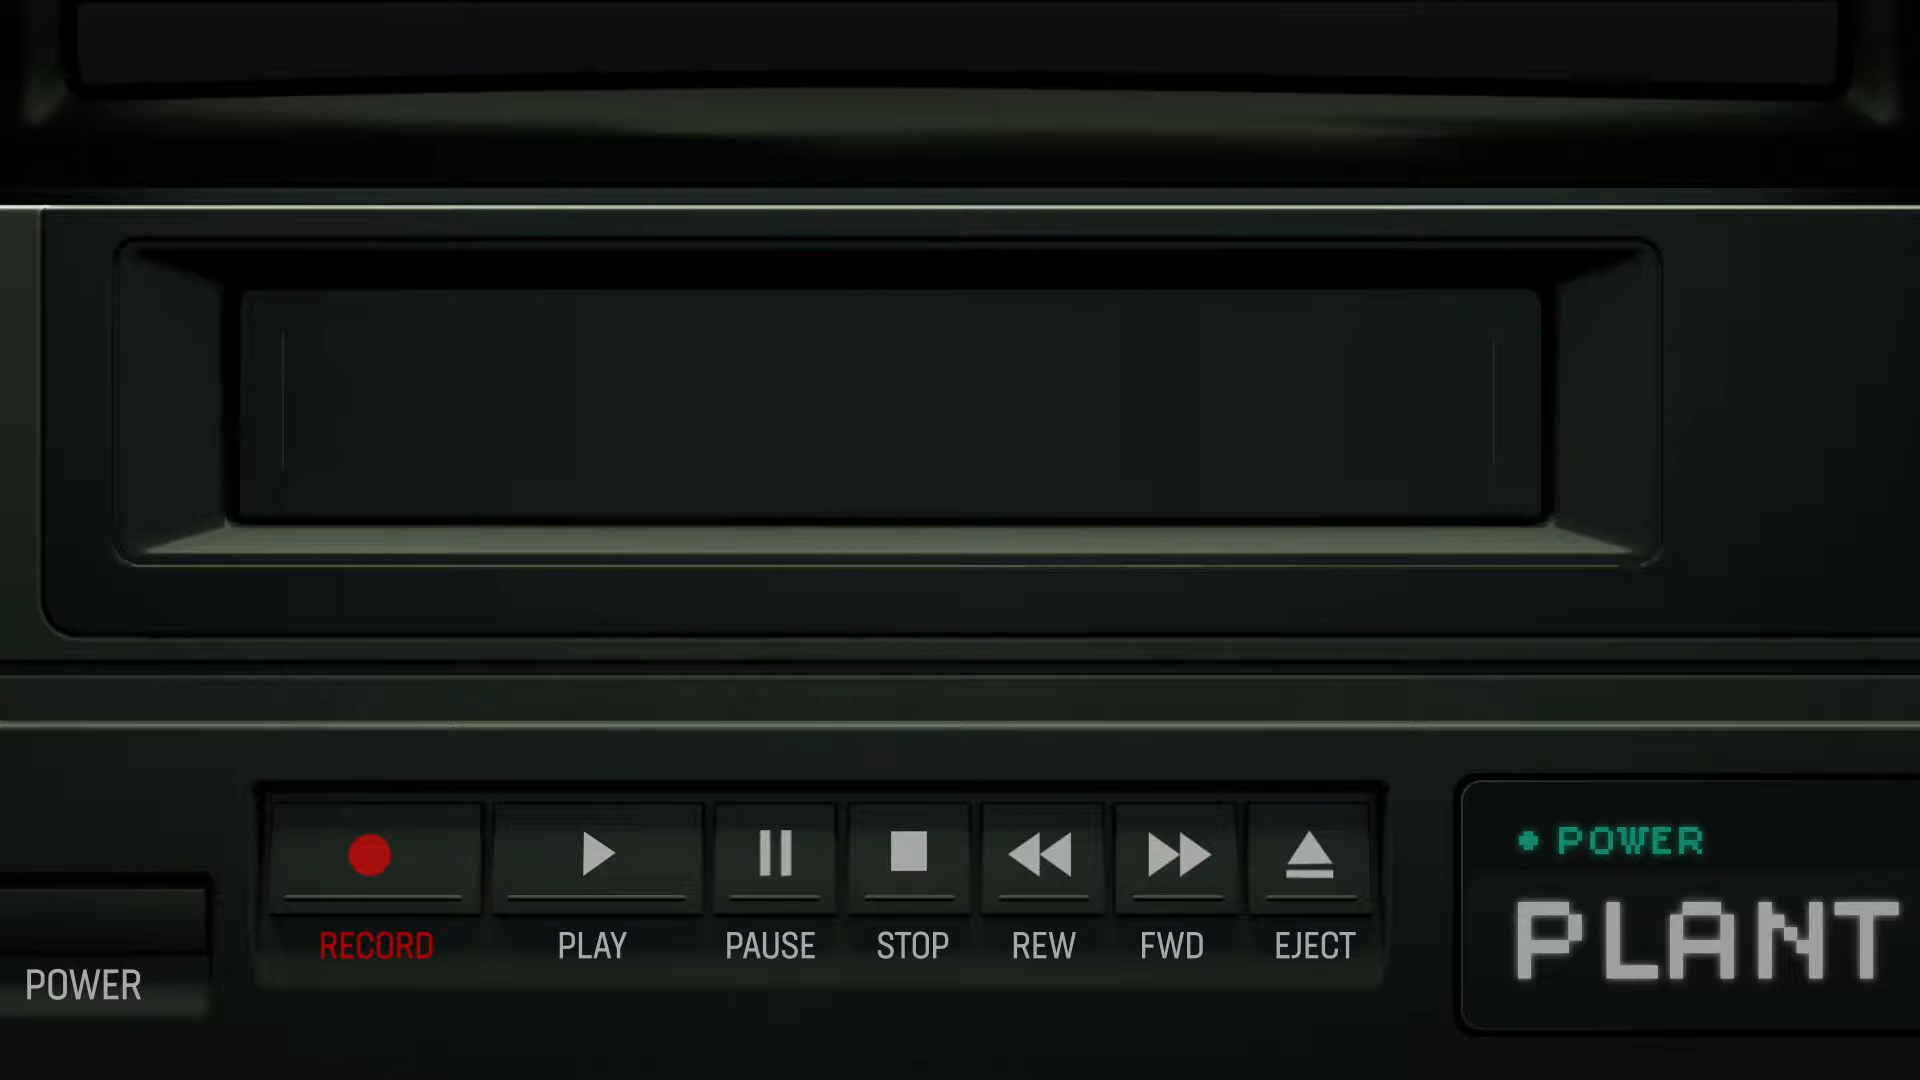 RECORD
PLAY
PAUSE
STOP
REW
FWD
EJECT
POWER
POWER
PLANT